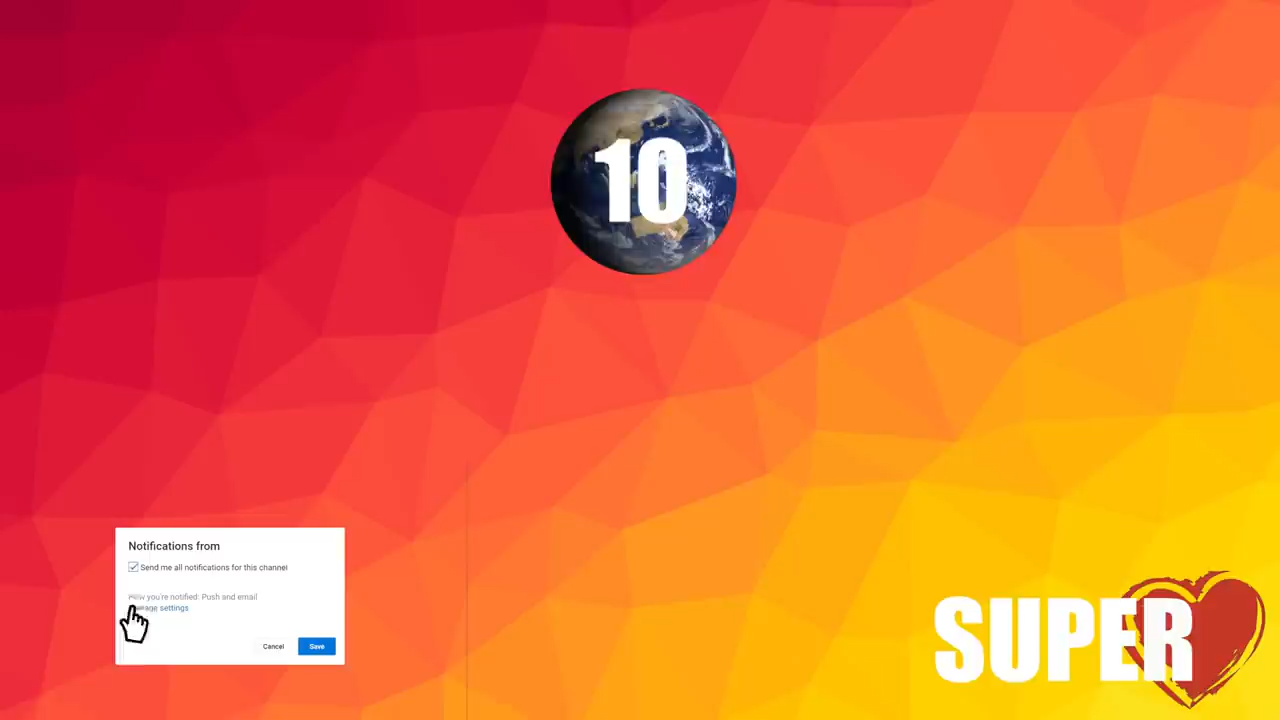 10
Notifications from
Send me all notifications for this channel
How you're notified: Push and email
settings
Cancel
Save
SUPER